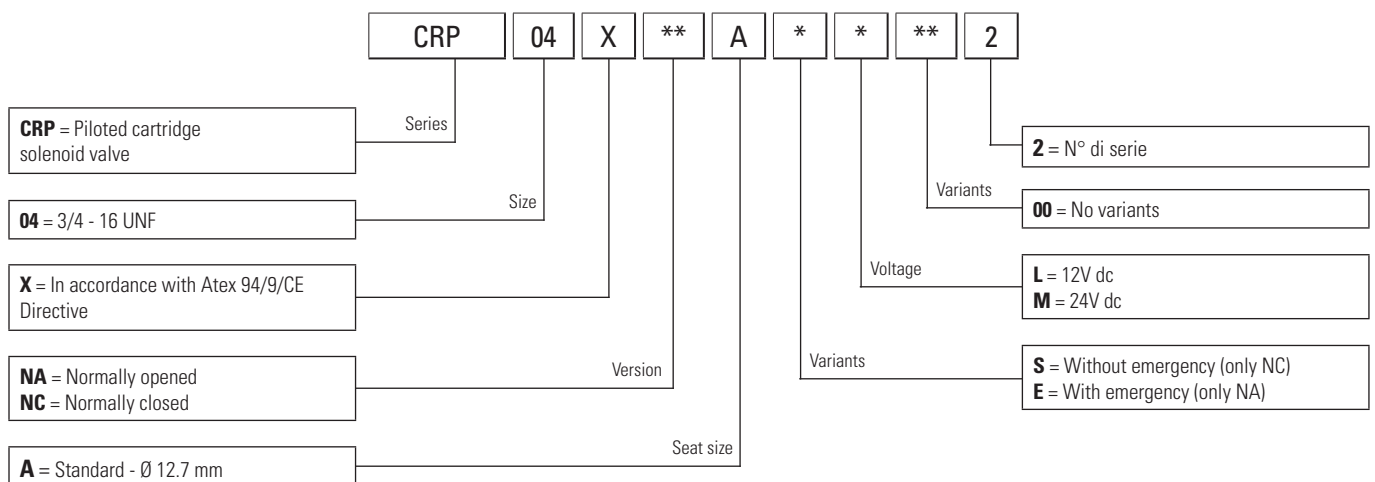 CRP 04 X ** A * * ** 2
Series
CRP = Piloted cartridge
solenoid valve
Size
04 = 3/4 - 16 UNF
X = In accordance with Atex 94/9/CE
Directive
Version
NA = Normally opened
NC = Normally closed
Seat size
A = Standard - Ø 12.7 mm
2 = N° di serie
Variants
00 = No variants
Voltage
L = 12V dc
M = 24V dc
Variants
S = Without emergency (only NC)
E = With emergency (only NA)